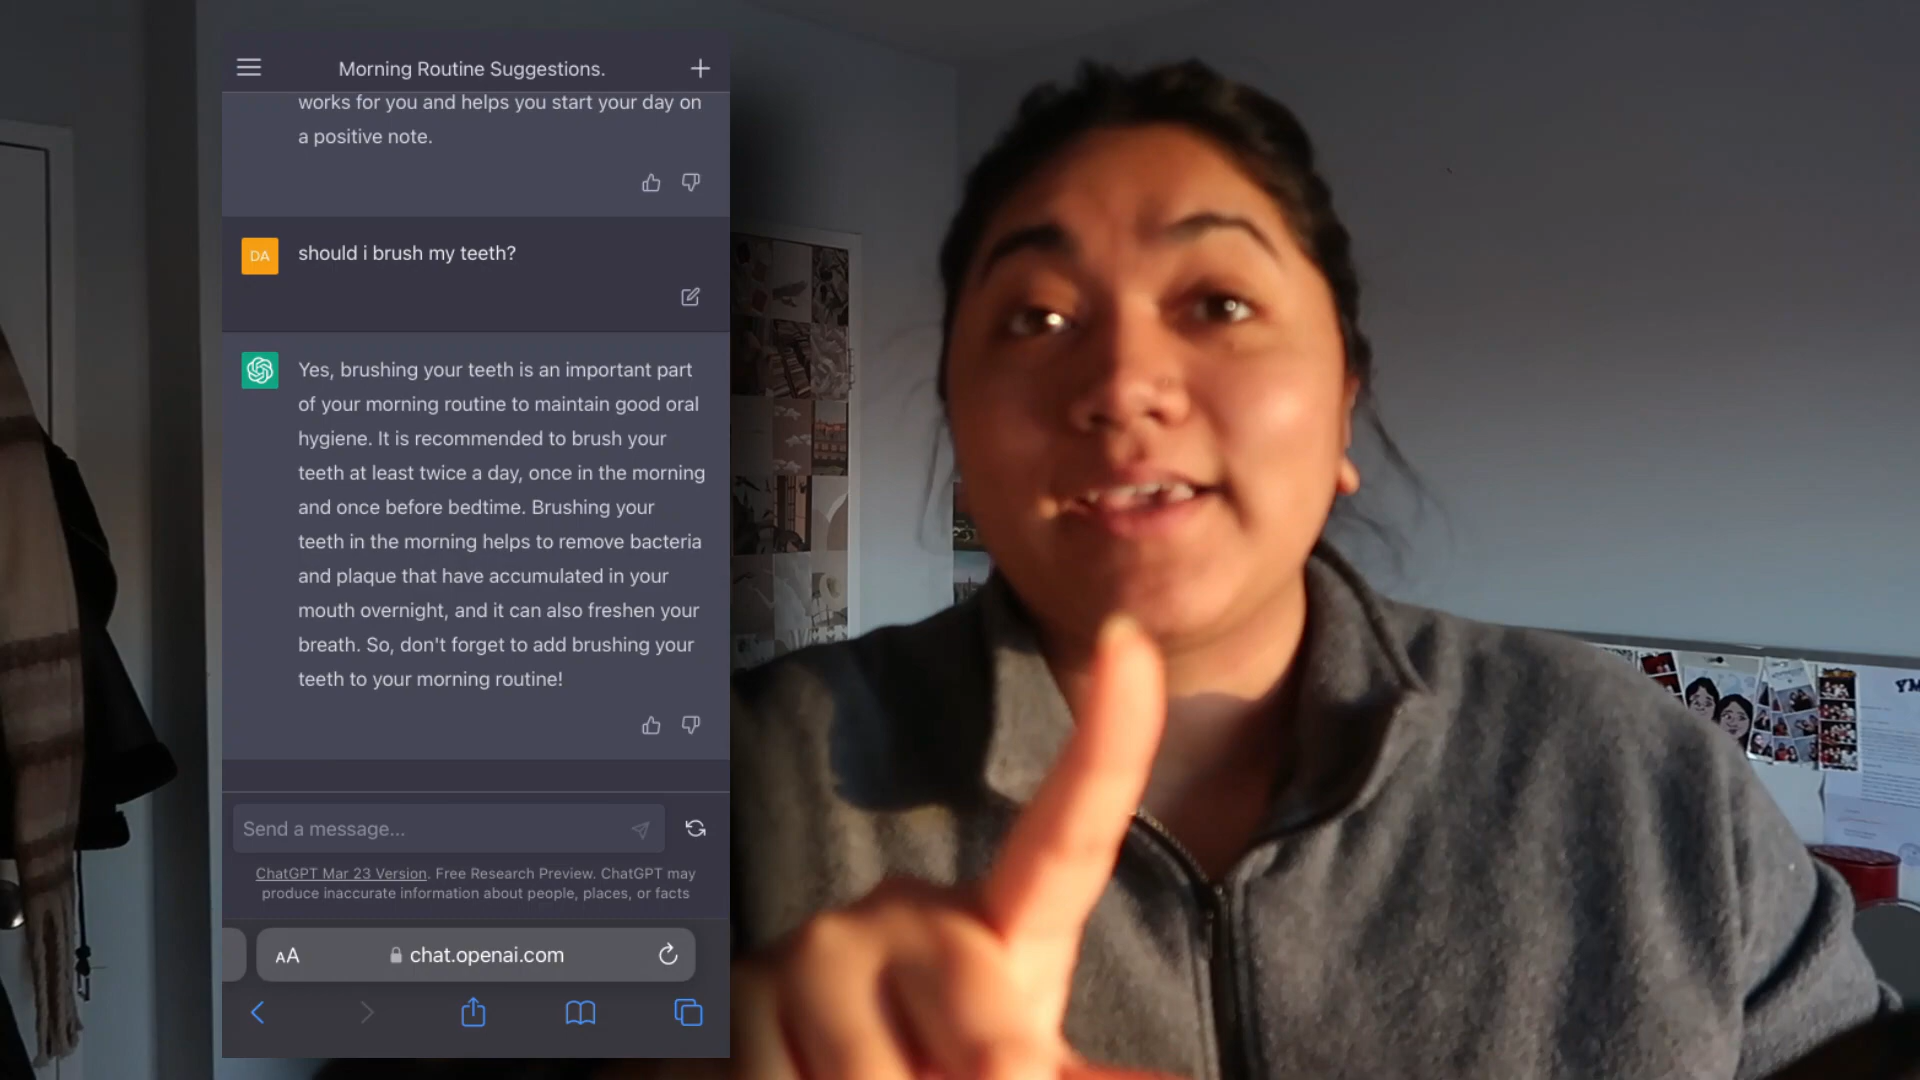 Morning Routine Suggestions.
works for you and helps you start your day on
a positive note.
DA
should i brush my teeth?
Yes, brushing your teeth is an important part
of your morning routine to maintain good oral
hygiene. It is recommended to brush your
teeth at least twice a day, once in the morning
and once before bedtime. Brushing your
teeth in the morning helps to remove bacteria
and plaque that have accumulated in your
mouth overnight, and it can also freshen your
breath. So, don't forget to add brushing your
teeth to your morning routine!
Send a message...
ChatGPT Mar 23 Version. Free Research Preview. ChatGPT may
produce inaccurate information about people, places, or facts
AA
chat.openai.com
YM